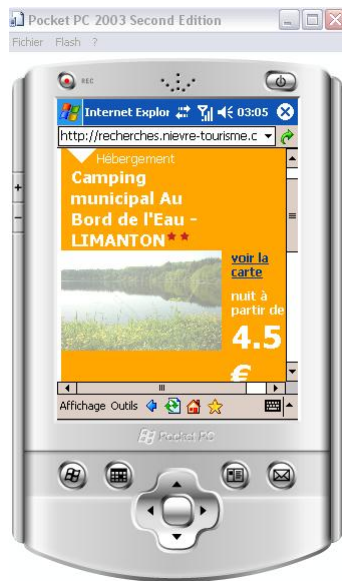 Pocket PC 2003 Second Edition
Fichier Flash ?
REC
Internet Explor 03:05
http://recherches.nievre-tourisme.c
Hébergement
Camping
municipal Au
Bord de l'Eau -
LIMANTON**
voir la
carte
nuit à
partir de
4.5
€
Affichage Outils
Pocket PC